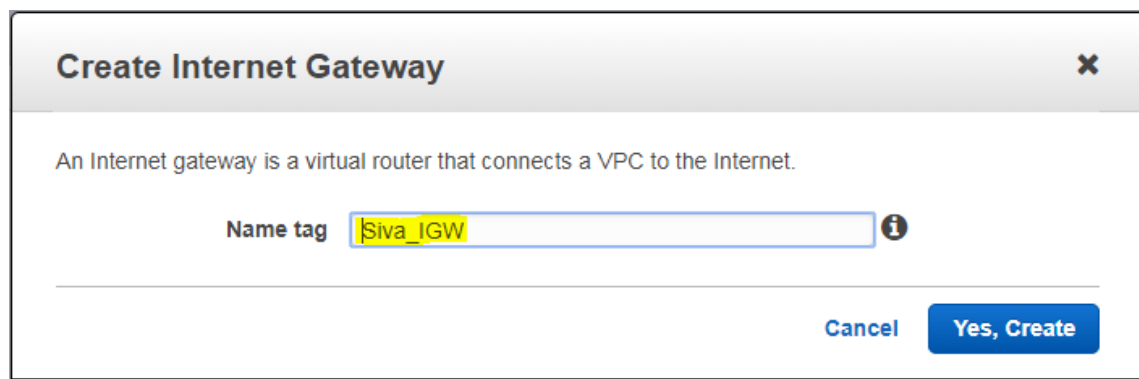 Create Internet Gateway
An Internet gateway is a virtual router that connects a VPC to the Internet.
Name tag Siva_IGW
Cancel Yes, Create